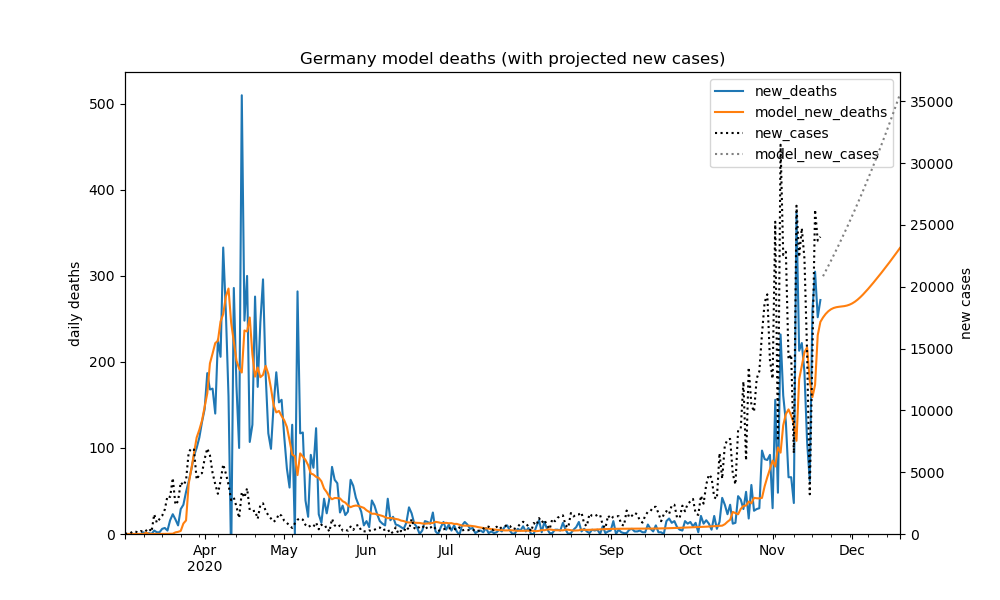 Germany model deaths (with projected new cases)
new_deaths
model_new_deaths
new_cases
model_new_cases
daily deaths
500
400
300
200
100
0
35000
30000
25000
20000
15000
10000
5000
0
new cases
Apr May Jun Jul Aug Sep Oct Nov Dec
2020